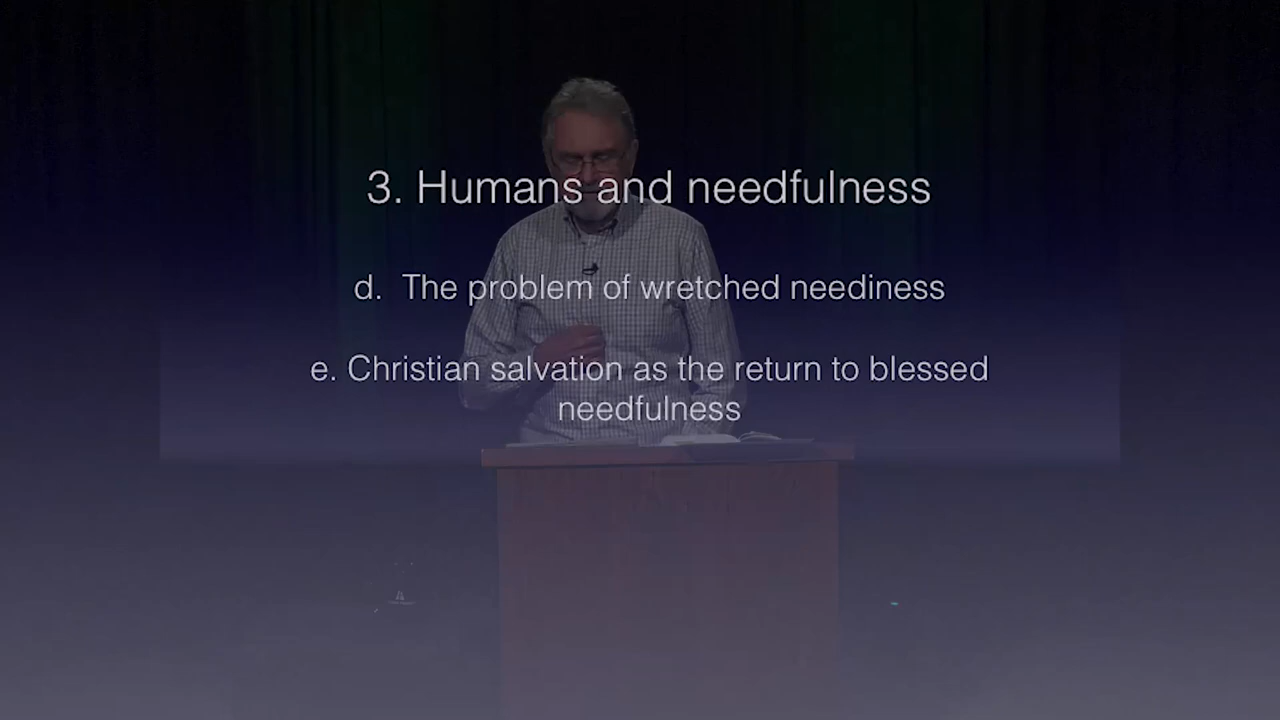 3. Humans and needfulness
d. The problem of wretched neediness
e. Christian salvation as the return to blessed
needfulness